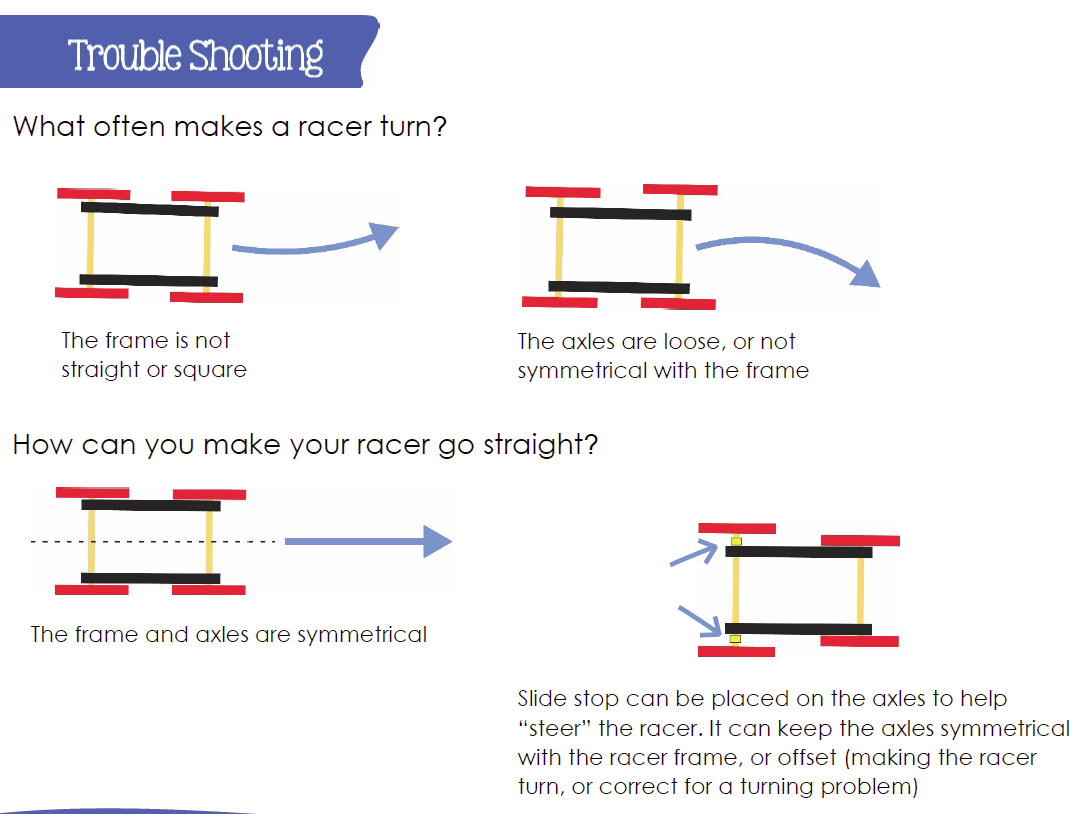 Trouble Shooting
What often makes a racer turn?
The frame is not
straight or square
The axles are loose, or not
symmetrical with the frame
How can you make your racer go straight?
The frame and axles are symmetrical
Slide stop can be placed on the axles to help
“steer” the racer. It can keep the axles symmetrical
with the racer frame, or offset (making the racer
turn, or correct for a turning problem)